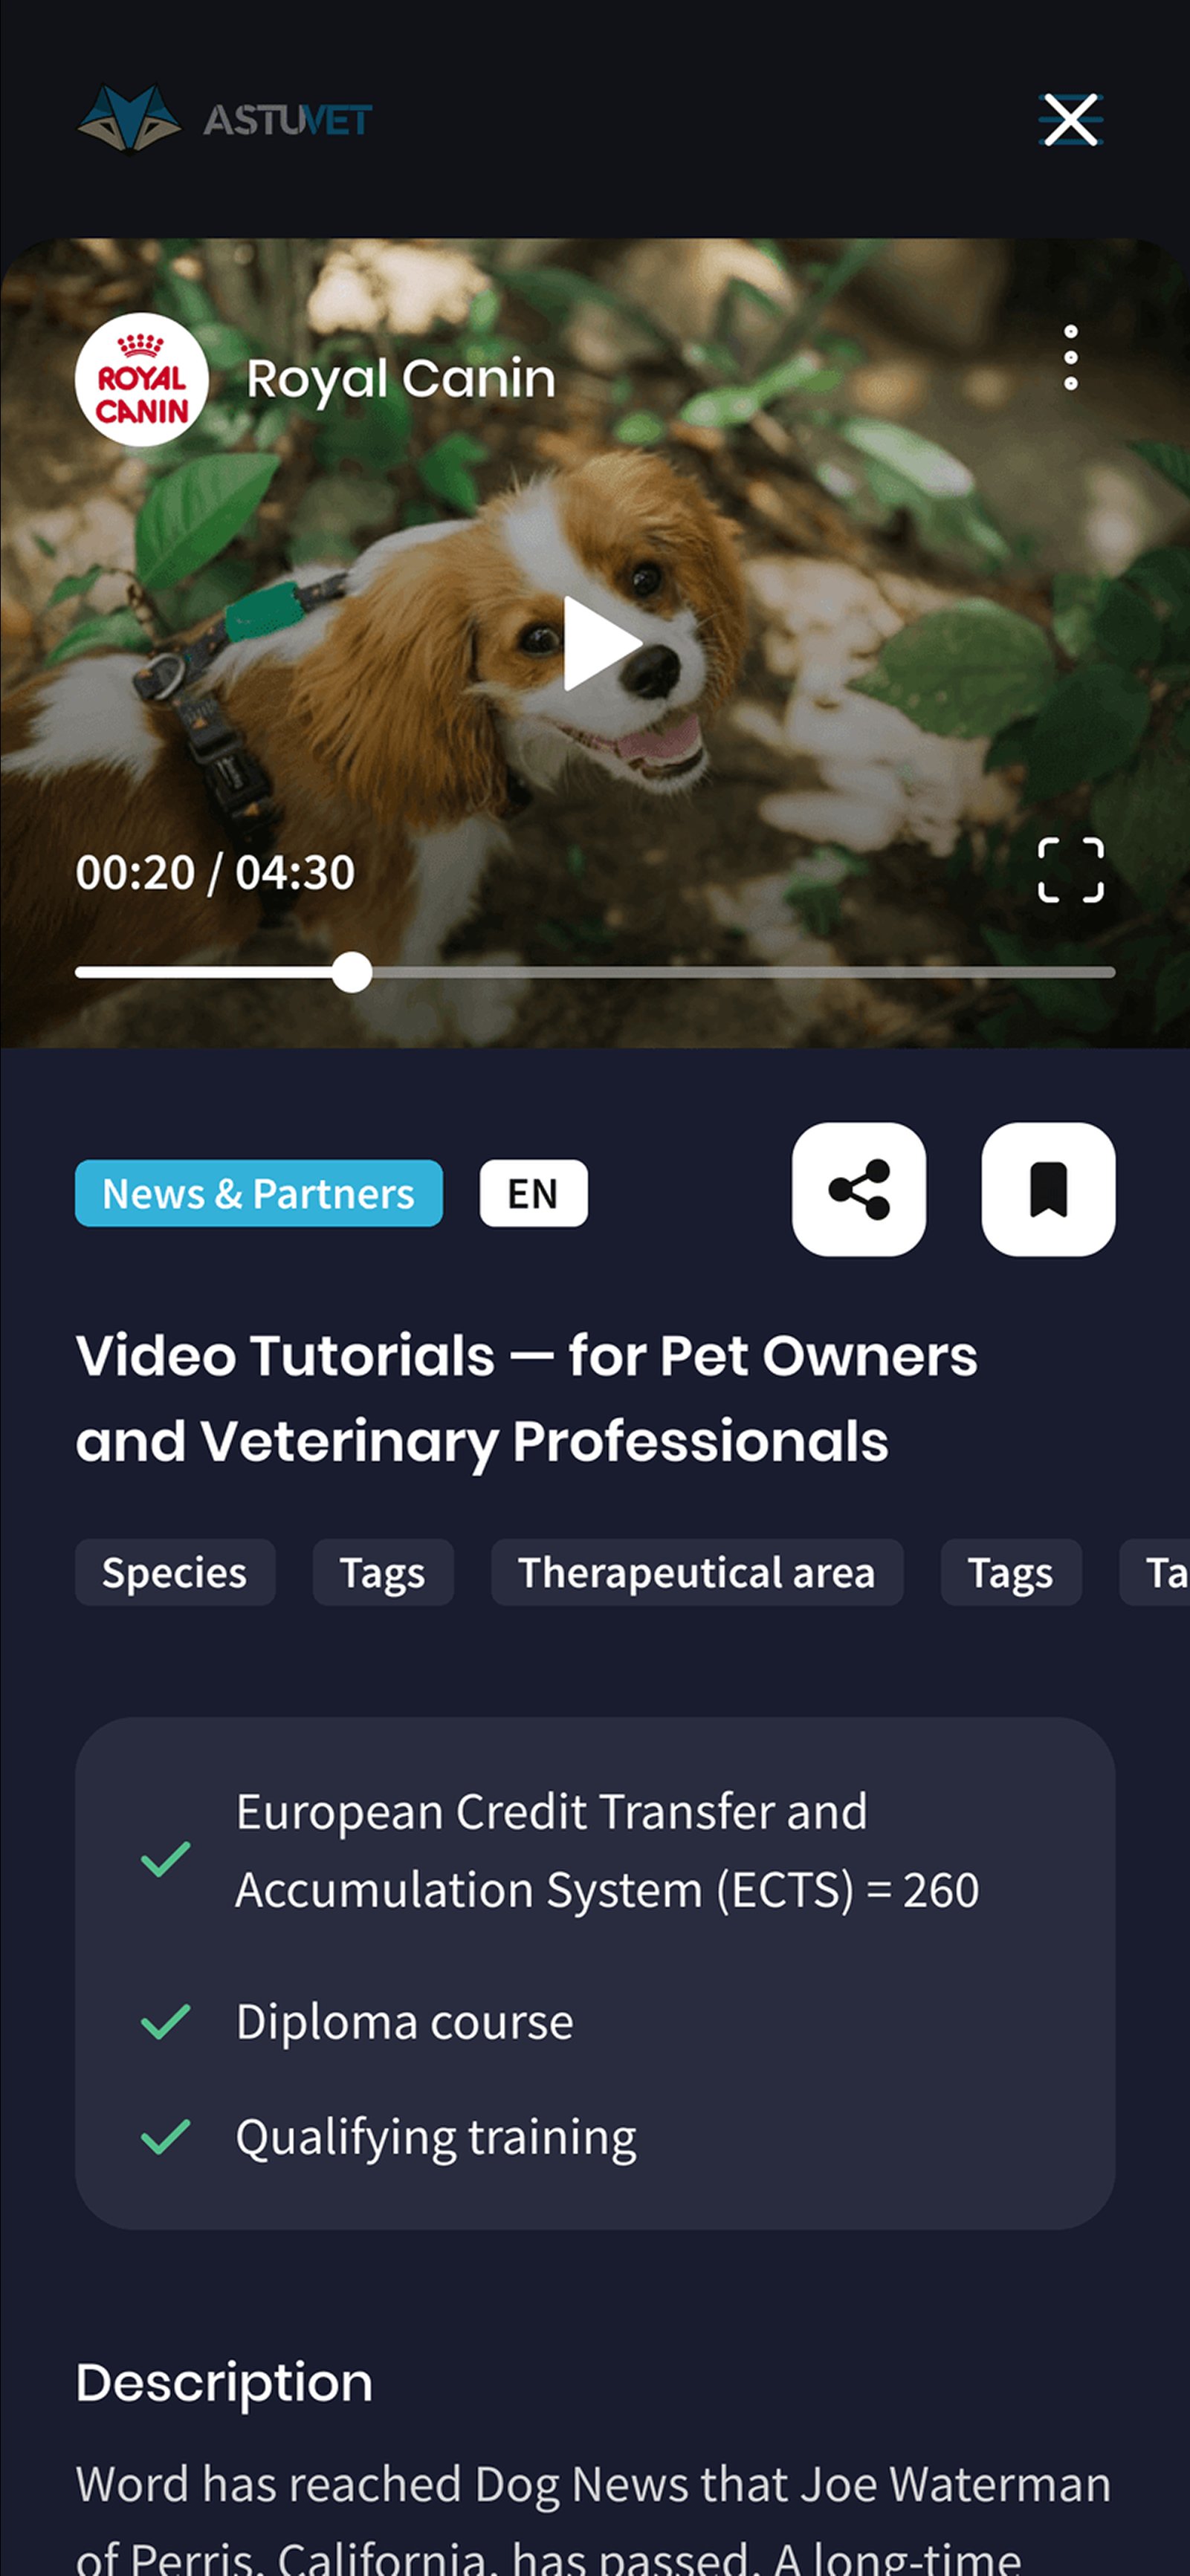 ASTUVET
ROYAL
CANIN
Royal Canin
00:20 / 04:30
News & Partners
EN
Video Tutorials — for Pet Owners
and Veterinary Professionals
Species Tags Therapeutical area Tags Ta
European Credit Transfer and
Accumulation System (ECTS) = 260
Diploma course
Qualifying training
Description
Word has reached Dog News that Joe Waterman
of Perris, California, has passed. A long-time